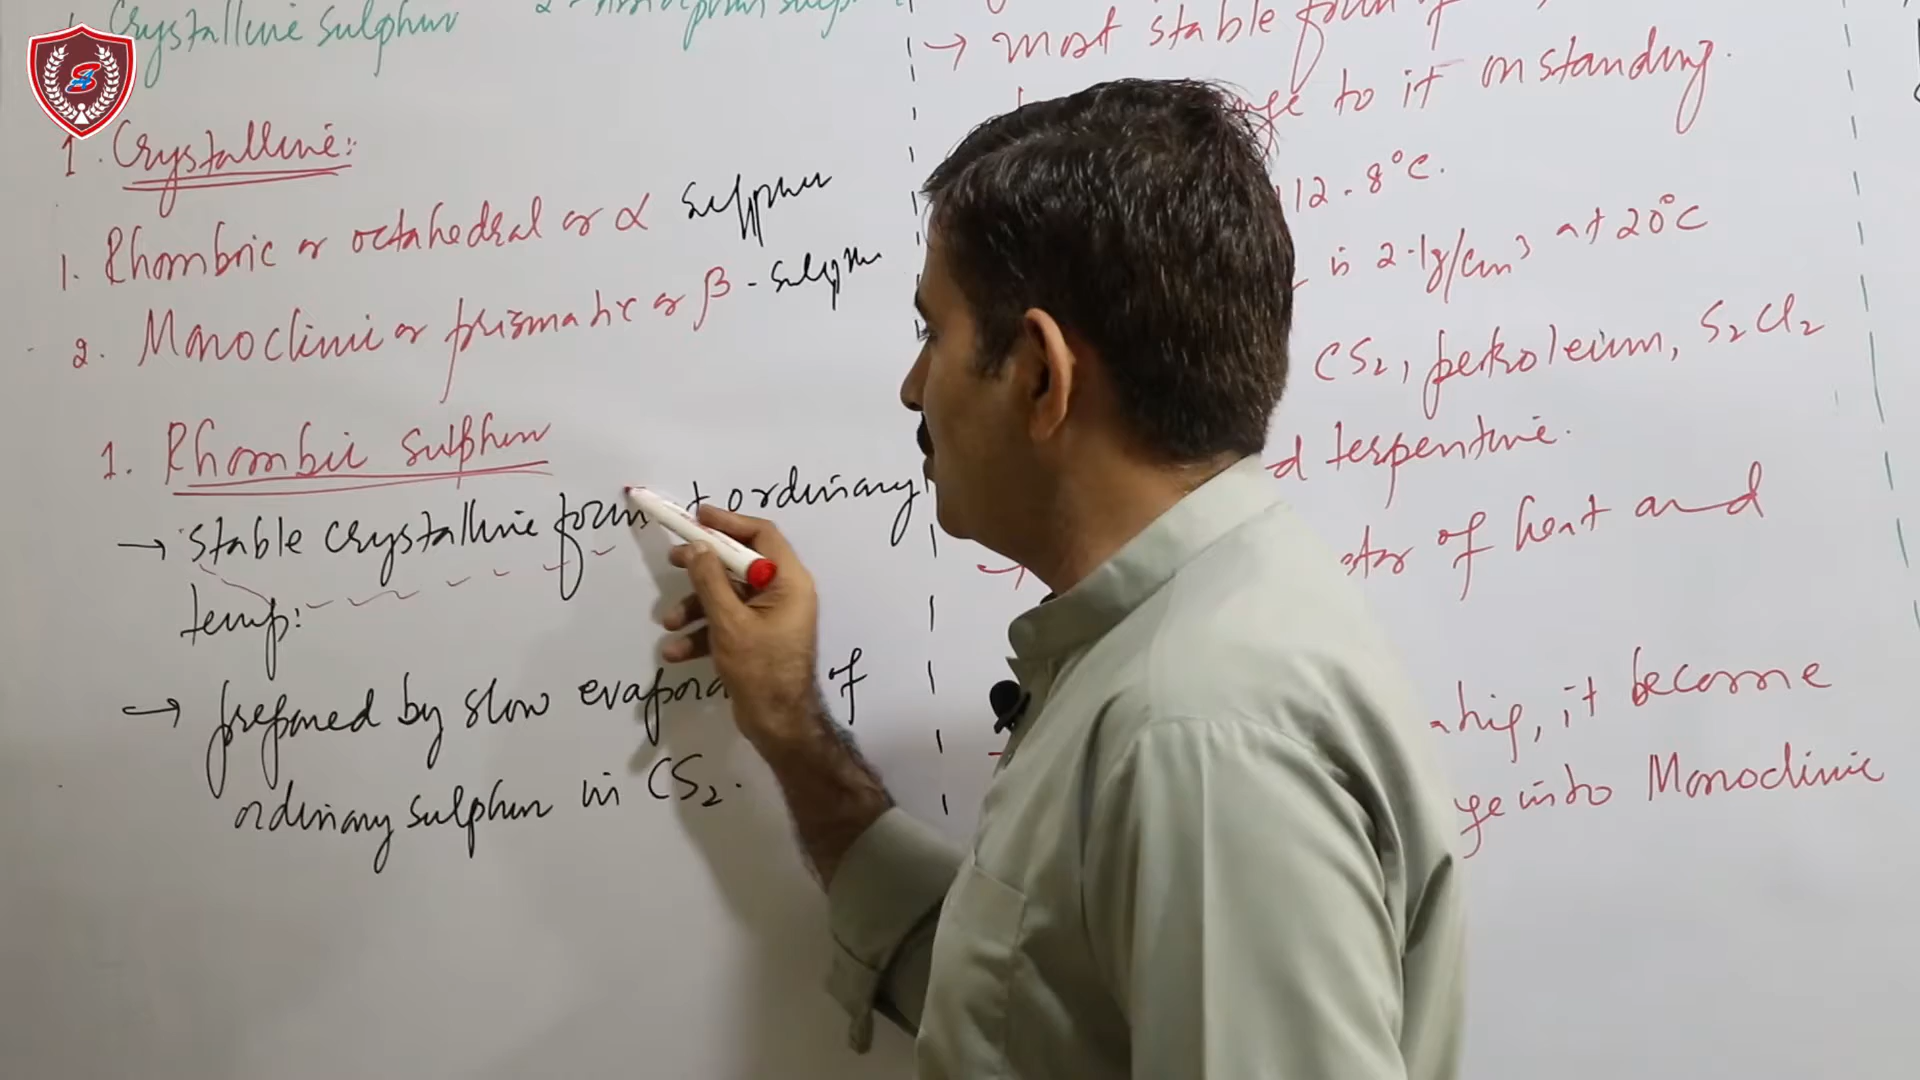 Crystalline Sulphur
1. Crystalline:
1. Rhombric or octahedral or α Sulphur
2. Monoclinic or prismatic or β - Sulphu
1. Rhombic Sulphur
→ stable crystalline form at ordinary
temp:
→ prepared by slow evapora of
ordinary sulphur in CS₂.
→ most stable form of
to it on standing.
112.8°C.
is 2.1g/cm³ at 20°C
CS₂, petroleum, S₂Cl₂
d terpentine.
of heat and
it become
into Monoclinic